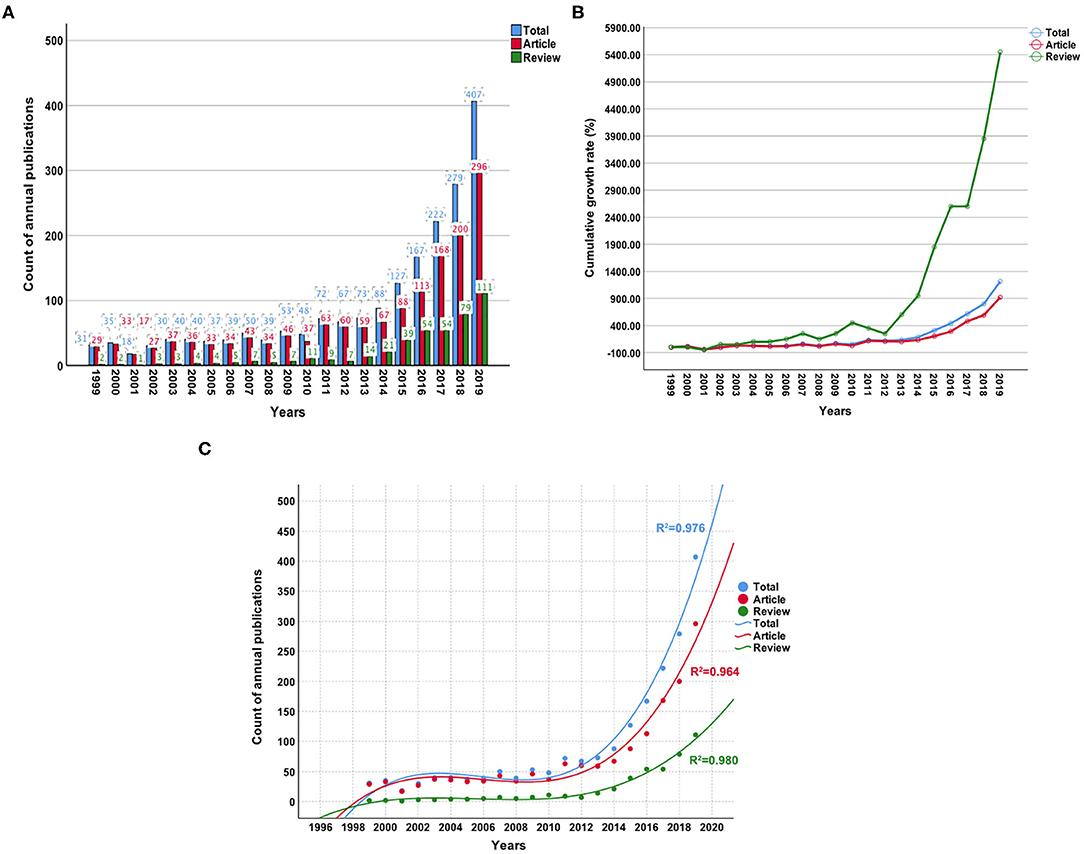 A
Count of annual publications
500
400
300
200
100
0
31 35 18 30 40 40 37 39 50 39 53 48 72 67 73 88 127 167 222 279 407
29 33 17 27 37 36 33 34 43 34 46 37 63 60 59 67 88 113 168 200 296
2 2 1 3 3 4 4 5 7 5 7 11 9 7 14 21 39 54 54 79 111
1999 2000 2001 2002 2003 2004 2005 2006 2007 2008 2009 2010 2011 2012 2013 2014 2015 2016 2017 2018 2019
Years
Total
Article
Review
B
Cumulative growth rate (%)
5900.00
5400.00
4900.00
4400.00
3900.00
3400.00
2900.00
2400.00
1900.00
1400.00
900.00
400.00
-100.00
1999 2000 2001 2002 2003 2004 2005 2006 2007 2008 2009 2010 2011 2012 2013 2014 2015 2016 2017 2018 2019
Years
Total
Article
Review
C
Count of annual publications
500
450
400
350
300
250
200
150
100
50
0
R²=0.976
R²=0.964
R²=0.980
1996 1998 2000 2002 2004 2006 2008 2010 2012 2014 2016 2018 2020
Years
Total
Article
Review
Total
Article
Review